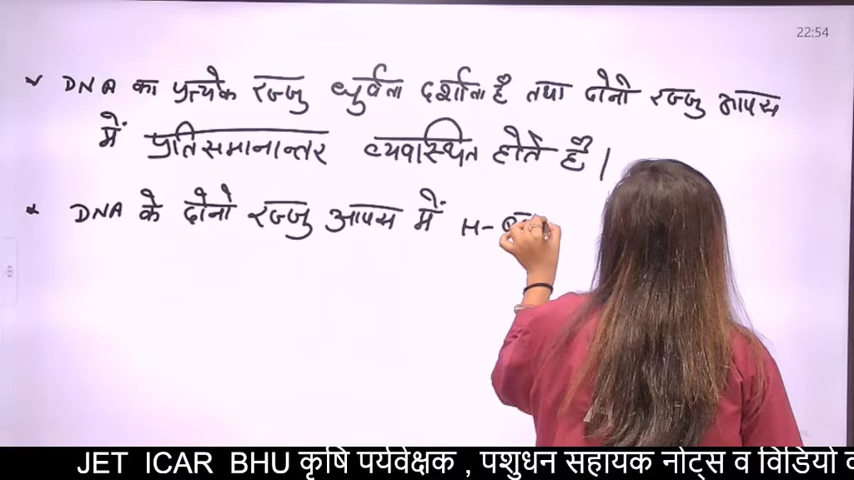 22:54
DNA का प्रत्येक रज्जु ध्रुर्वता दर्शाता है तथा दोनो रज्जु आपस
में प्रतिसमानान्तर व्यवस्थित होते हैं।
DNA के दोनो रज्जु आपस में H-
JET ICAR BHU कृषि पर्यवेक्षक , पशुधन सहायक नोट्स व विडियो